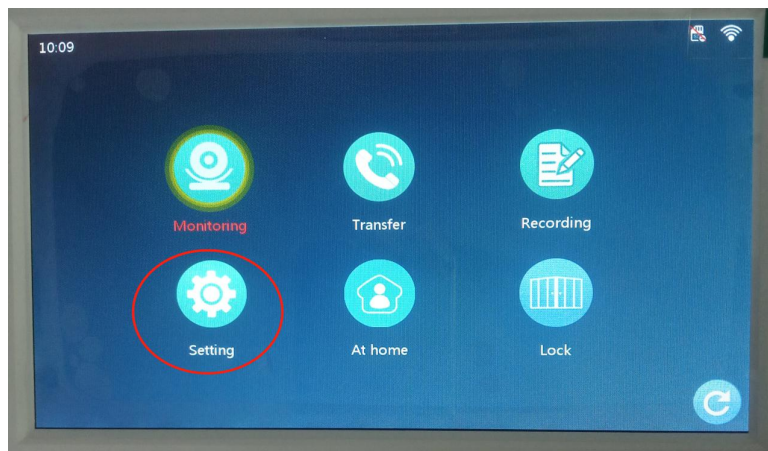 10:09
Monitoring
Transfer
Recording
Setting
At home
Lock